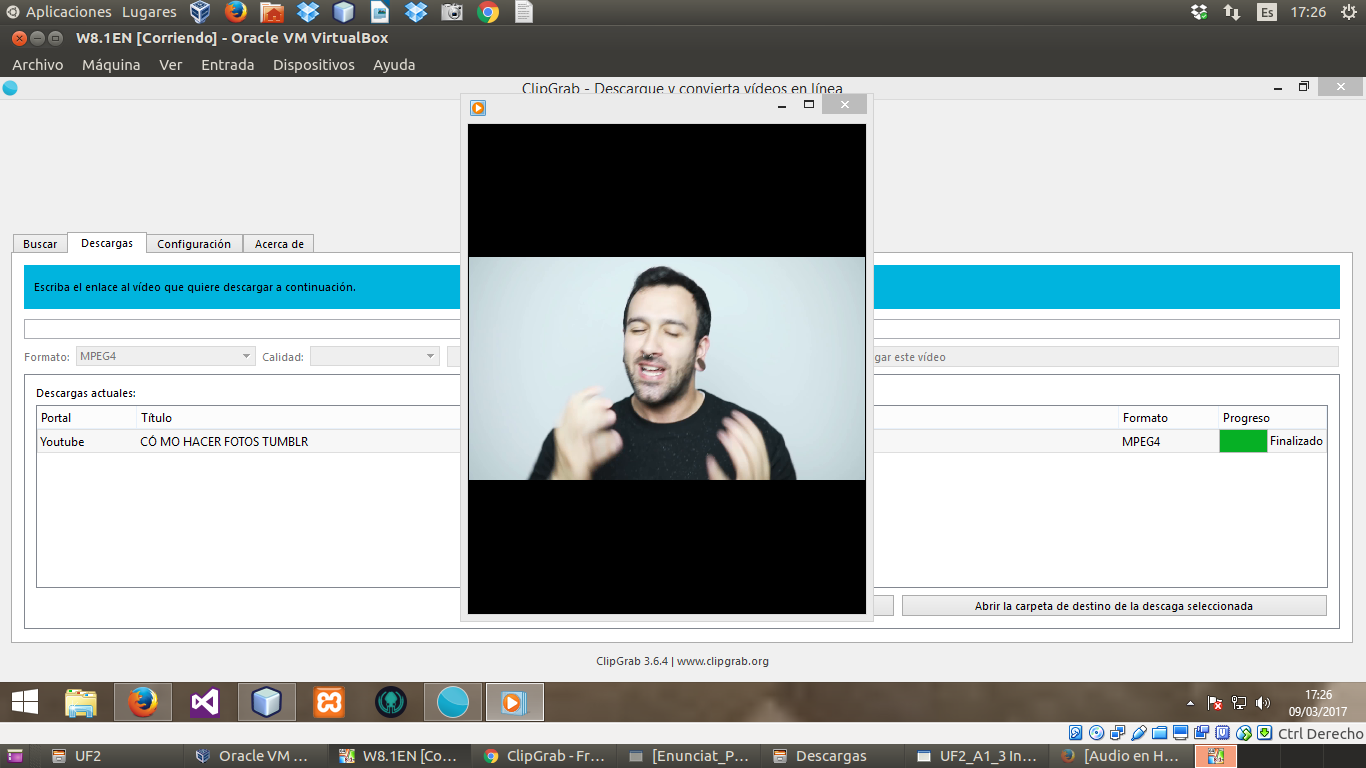 Aplicaciones Lugares Es 17:26
W8.1EN [Corriendo] - Oracle VM VirtualBox
Archivo Máquina Ver Entrada Dispositivos Ayuda
ClipGrab - Descargue y convierta vídeos en línea
Buscar Descargas Configuración Acerca de
Escriba el enlace al vídeo que quiere descargar a continuación.
Formato: MPEG4 Calidad: gar este vídeo
Descargas actuales:
Portal Título Formato Progreso
Youtube CÓ MO HACER FOTOS TUMBLR MPEG4 Finalizado
Abrir la carpeta de destino de la descaga seleccionada
ClipGrab 3.6.4 | www.clipgrab.org
17:26
09/03/2017
Ctrl Derecho
UF2 Oracle VM ... W8.1EN [Co... ClipGrab - Fr... [Enunciat_P... Descargas UF2_A1_3 In... [Audio en H...